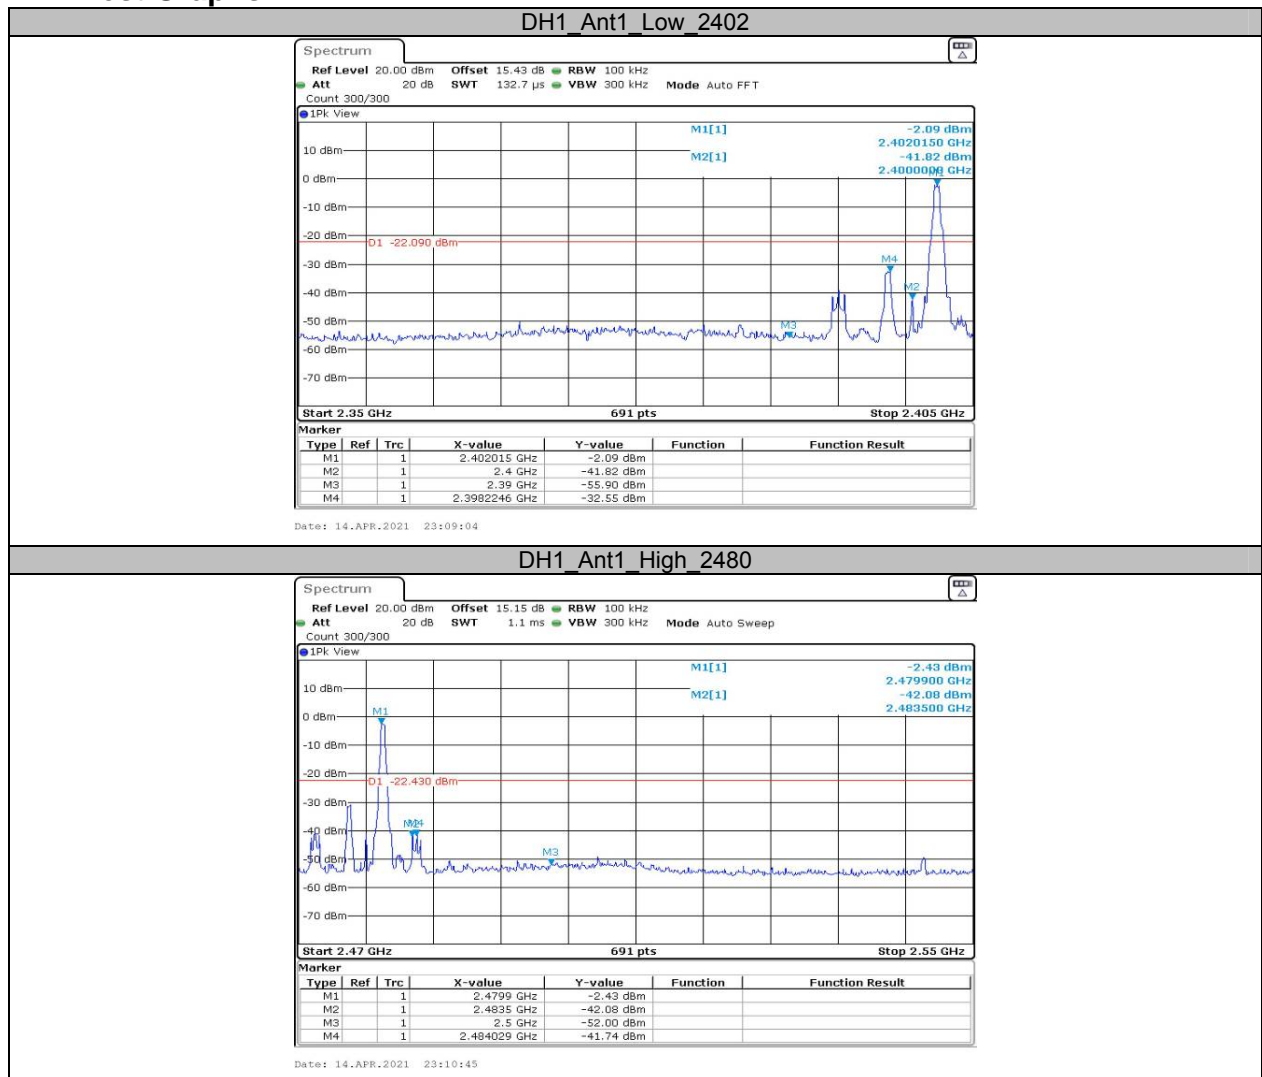 DH1_Ant1_Low_2402
Spectrum
Ref Level 20.00 dBm Offset 15.43 dB RBW 100 kHz
Att 20 dB SWT 132.7 µs VBW 300 kHz Mode Auto FFT
Count 300/300
1Pk View
M1[1] -2.09 dBm
2.4020150 GHz
10 dBm
M2[1] -41.82 dBm
2.4000000 GHz
M1
0 dBm
-10 dBm
-20 dBm
D1 -22.090 dBm
M4
-30 dBm
M2
-40 dBm
-50 dBm
M3
-60 dBm
-70 dBm
Start 2.35 GHz 691 pts Stop 2.405 GHz
Marker
Type Ref Trc X-value Y-value Function Function Result
M1 1 2.402015 GHz -2.09 dBm
M2 1 2.4 GHz -41.82 dBm
M3 1 2.39 GHz -55.90 dBm
M4 1 2.3982246 GHz -32.55 dBm
Date: 14.APR.2021 23:09:04
DH1_Ant1_High_2480
Spectrum
Ref Level 20.00 dBm Offset 15.15 dB RBW 100 kHz
Att 20 dB SWT 1.1 ms VBW 300 kHz Mode Auto Sweep
Count 300/300
1Pk View
M1[1] -2.43 dBm
2.479900 GHz
10 dBm
M2[1] -42.08 dBm
2.483500 GHz
M1
0 dBm
-10 dBm
-20 dBm
D1 -22.430 dBm
-30 dBm
M2 M4
-40 dBm
M3
-50 dBm
-60 dBm
-70 dBm
Start 2.47 GHz 691 pts Stop 2.55 GHz
Marker
Type Ref Trc X-value Y-value Function Function Result
M1 1 2.4799 GHz -2.43 dBm
M2 1 2.4835 GHz -42.08 dBm
M3 1 2.5 GHz -52.00 dBm
M4 1 2.484029 GHz -41.74 dBm
Date: 14.APR.2021 23:10:45